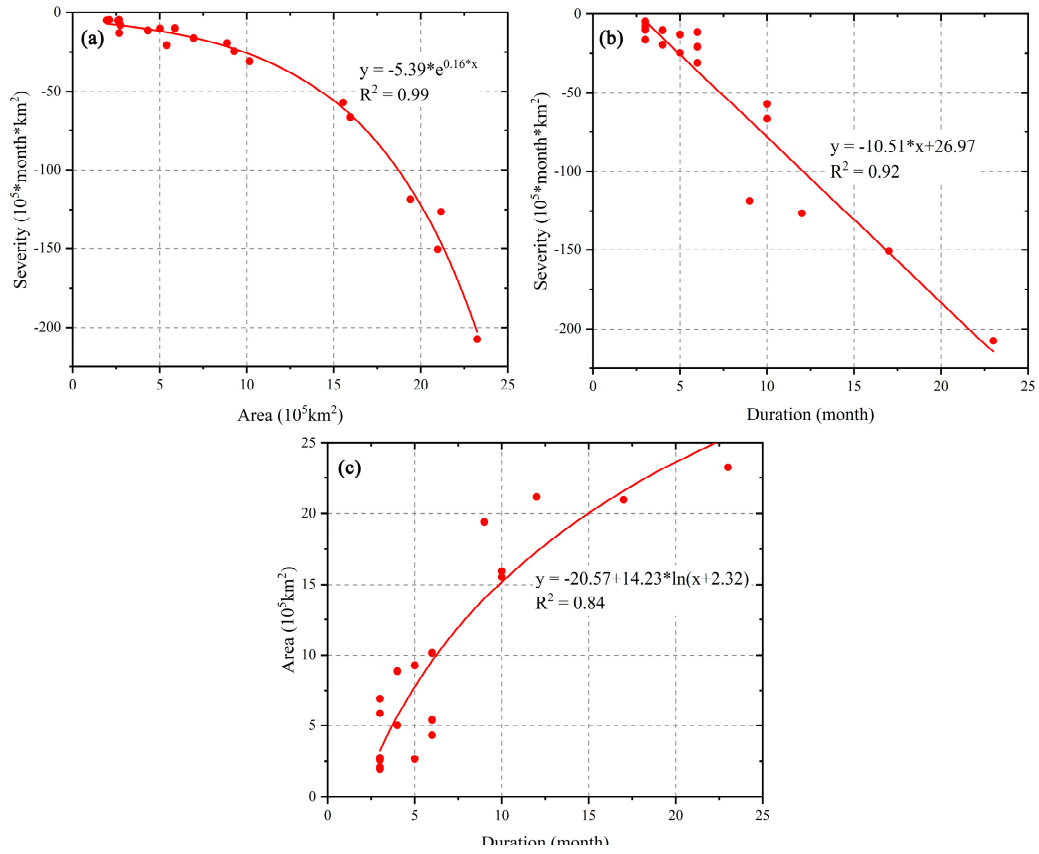 (a)
y = -5.39*e^0.16*x
R² = 0.99
0
-50
-100
-150
-200
0 5 10 15 20 25
Severity (10⁵*month*km²)
Area (10⁵km²)
(b)
y = -10.51*x+26.97
R² = 0.92
0
-50
-100
-150
-200
0 5 10 15 20 25
Severity (10⁵*month*km²)
Duration (month)
(c)
y = -20.57+14.23*ln(x+2.32)
R² = 0.84
25
20
15
10
5
0
0 5 10 15 20 25
Area (10⁵km²)
Duration (month)